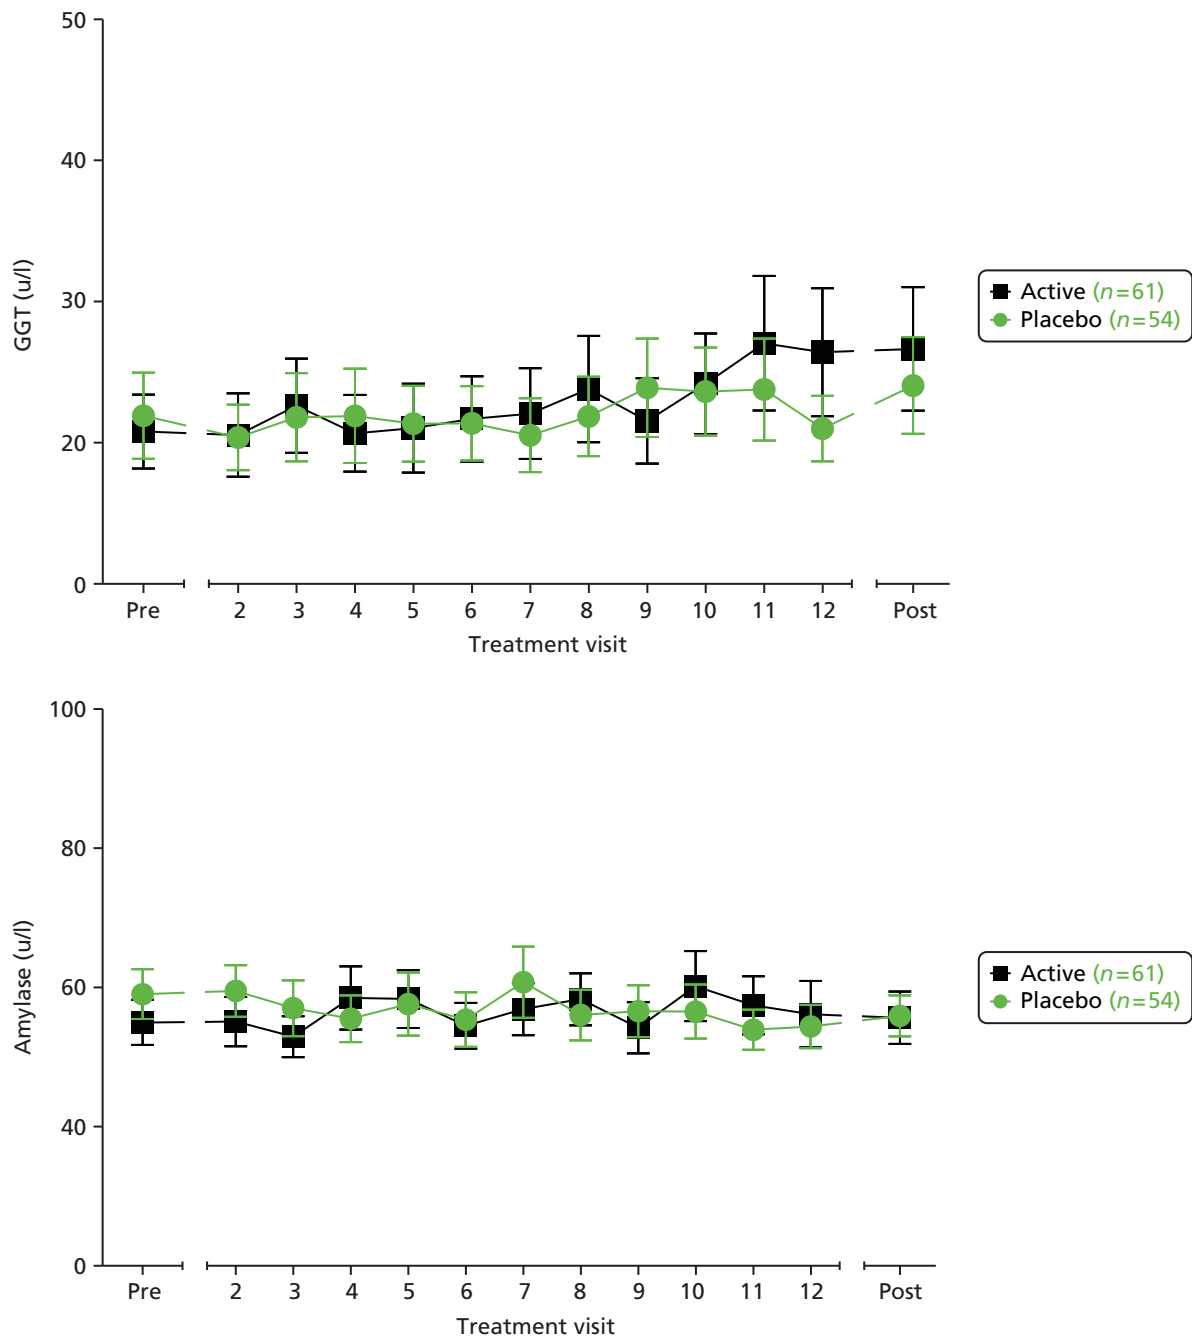 50
40
30
20
0
GGT (u/l)
Pre 2 3 4 5 6 7 8 9 10 11 12 Post
Treatment visit
Active (n=61)
Placebo (n=54)
100
80
60
40
0
Amylase (u/l)
Pre 2 3 4 5 6 7 8 9 10 11 12 Post
Treatment visit
Active (n=61)
Placebo (n=54)